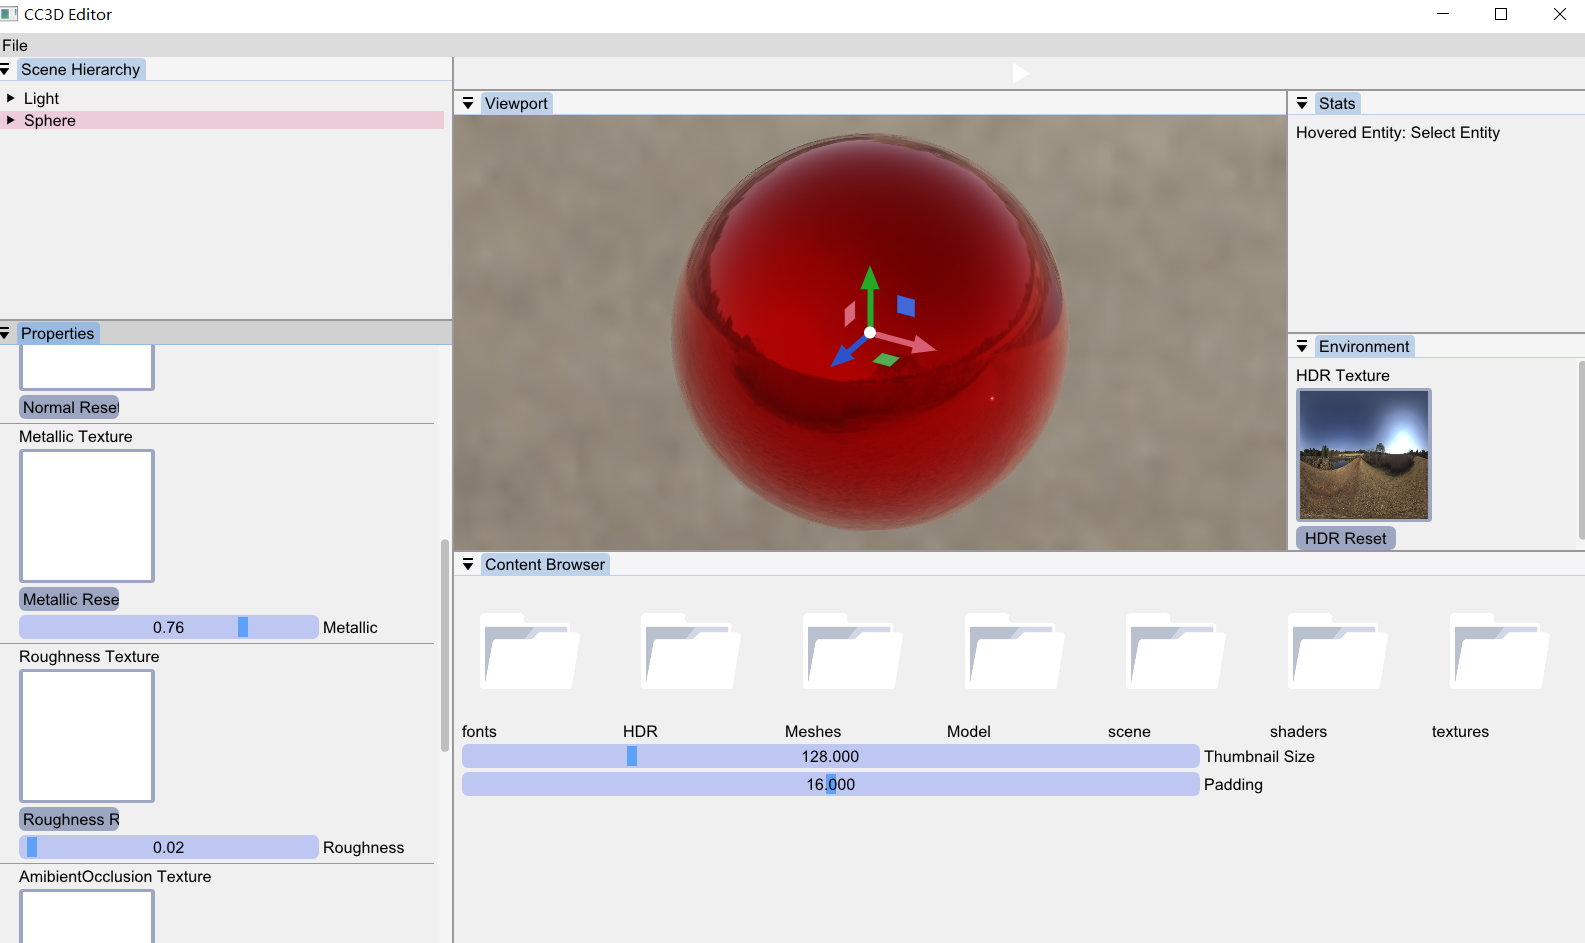 CC3D Editor
File
Scene Hierarchy
Light
Sphere
Properties
Normal Reset
Metallic Texture
Metallic Rese
0.76 Metallic
Roughness Texture
Roughness R
0.02 Roughness
AmibientOcclusion Texture
Viewport
Stats
Hovered Entity: Select Entity
Environment
HDR Texture
HDR Reset
Content Browser
fonts HDR Meshes Model scene shaders textures
128.000 Thumbnail Size
16.000 Padding